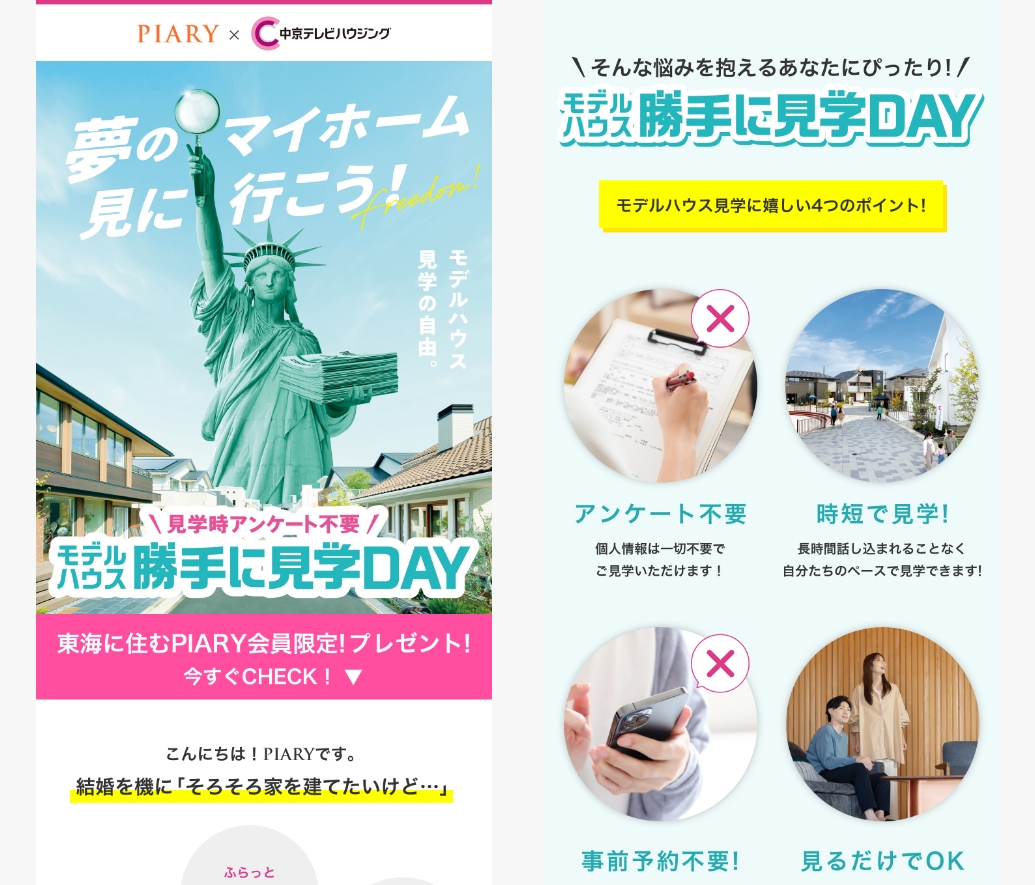 PIARY × 中京テレビハウジング
夢の マイホーム
見に 行こう!
freedom!
モデルハウス
見学の自由。
\ 見学時アンケート不要 /
モデルハウス 勝手に見学DAY
東海に住むPIARY会員限定!プレゼント!
今すぐCHECK！ ▼
こんにちは！PIARYです。
結婚を機に「そろそろ家を建てたいけど…」
ふらっと
\ そんな悩みを抱えるあなたにぴったり! /
モデルハウス 勝手に見学DAY
モデルハウス見学に嬉しい4つのポイント!
アンケート不要
個人情報は一切不要で
ご見学いただけます！
時短で見学!
長時間話し込まれることなく
自分たちのペースで見学できます!
事前予約不要!
見るだけでOK